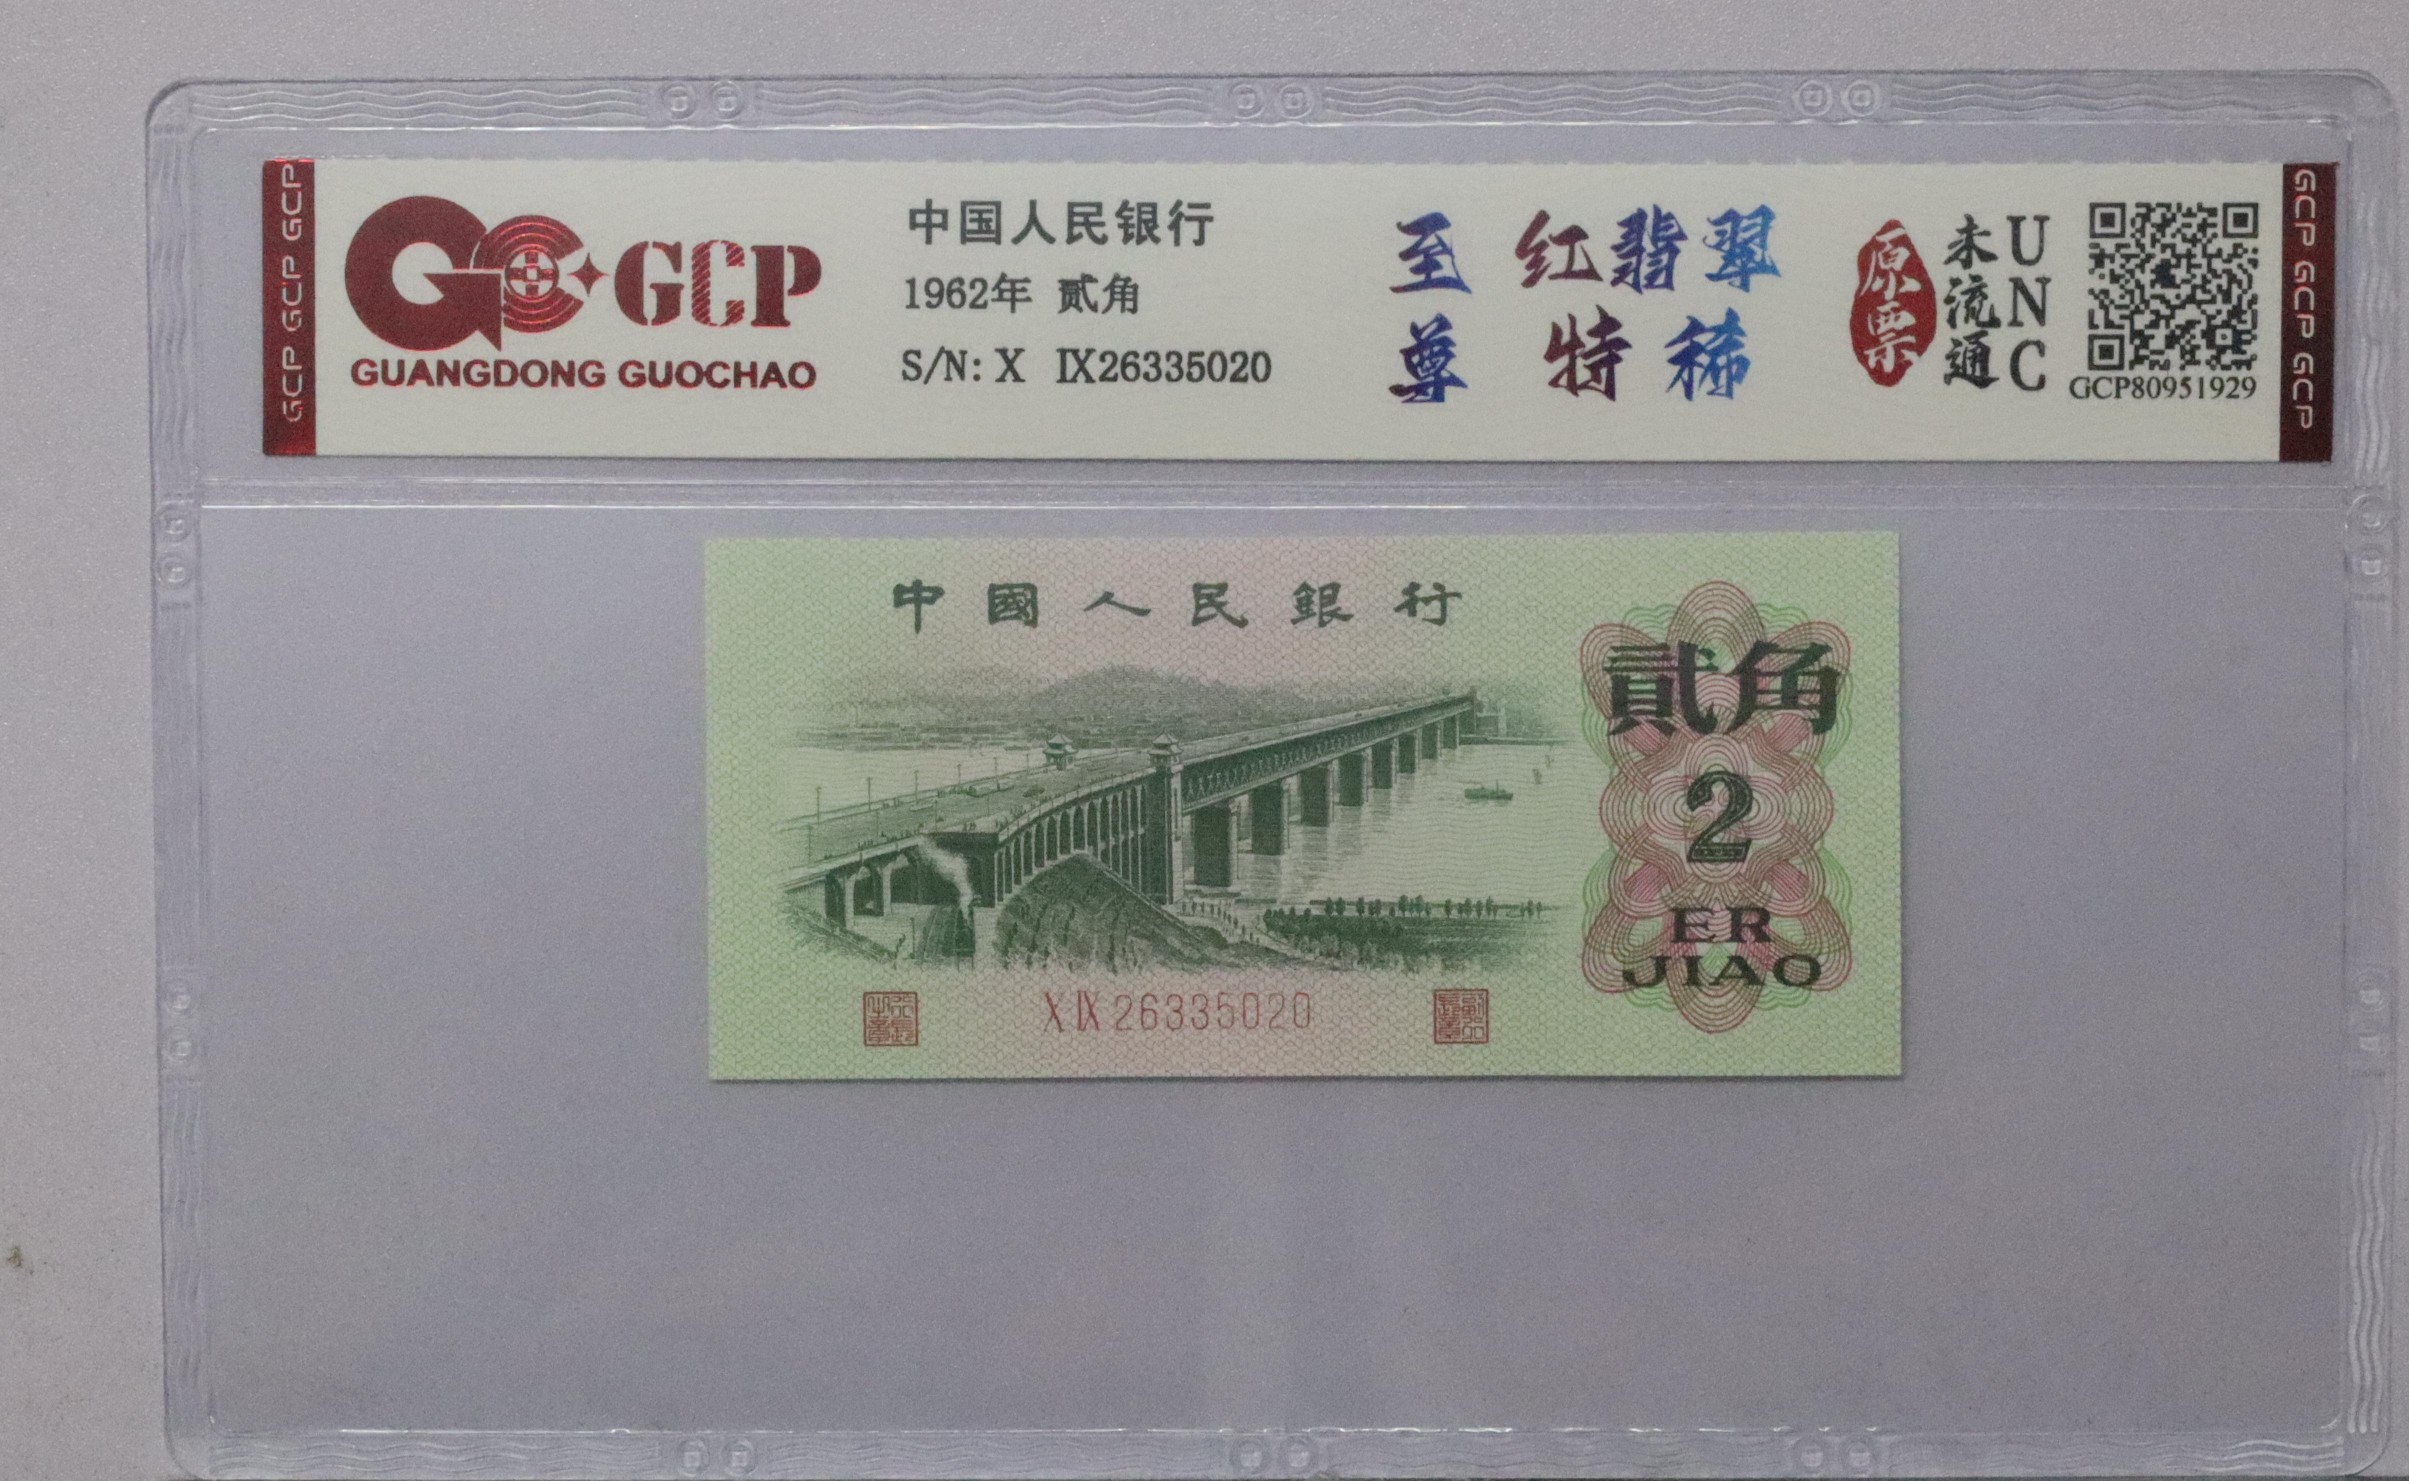 GCP GCP GCP
GCP
GUANGDONG GUOCHAO
中国人民银行
1962年 贰角
S/N: X IX26335020
至尊
红翡翠
特稀
原票
未流通
UNC
GCP80951929
GCP GCP GCP
中國人民銀行
貳角
2
ER
JIAO
X IX 26335020